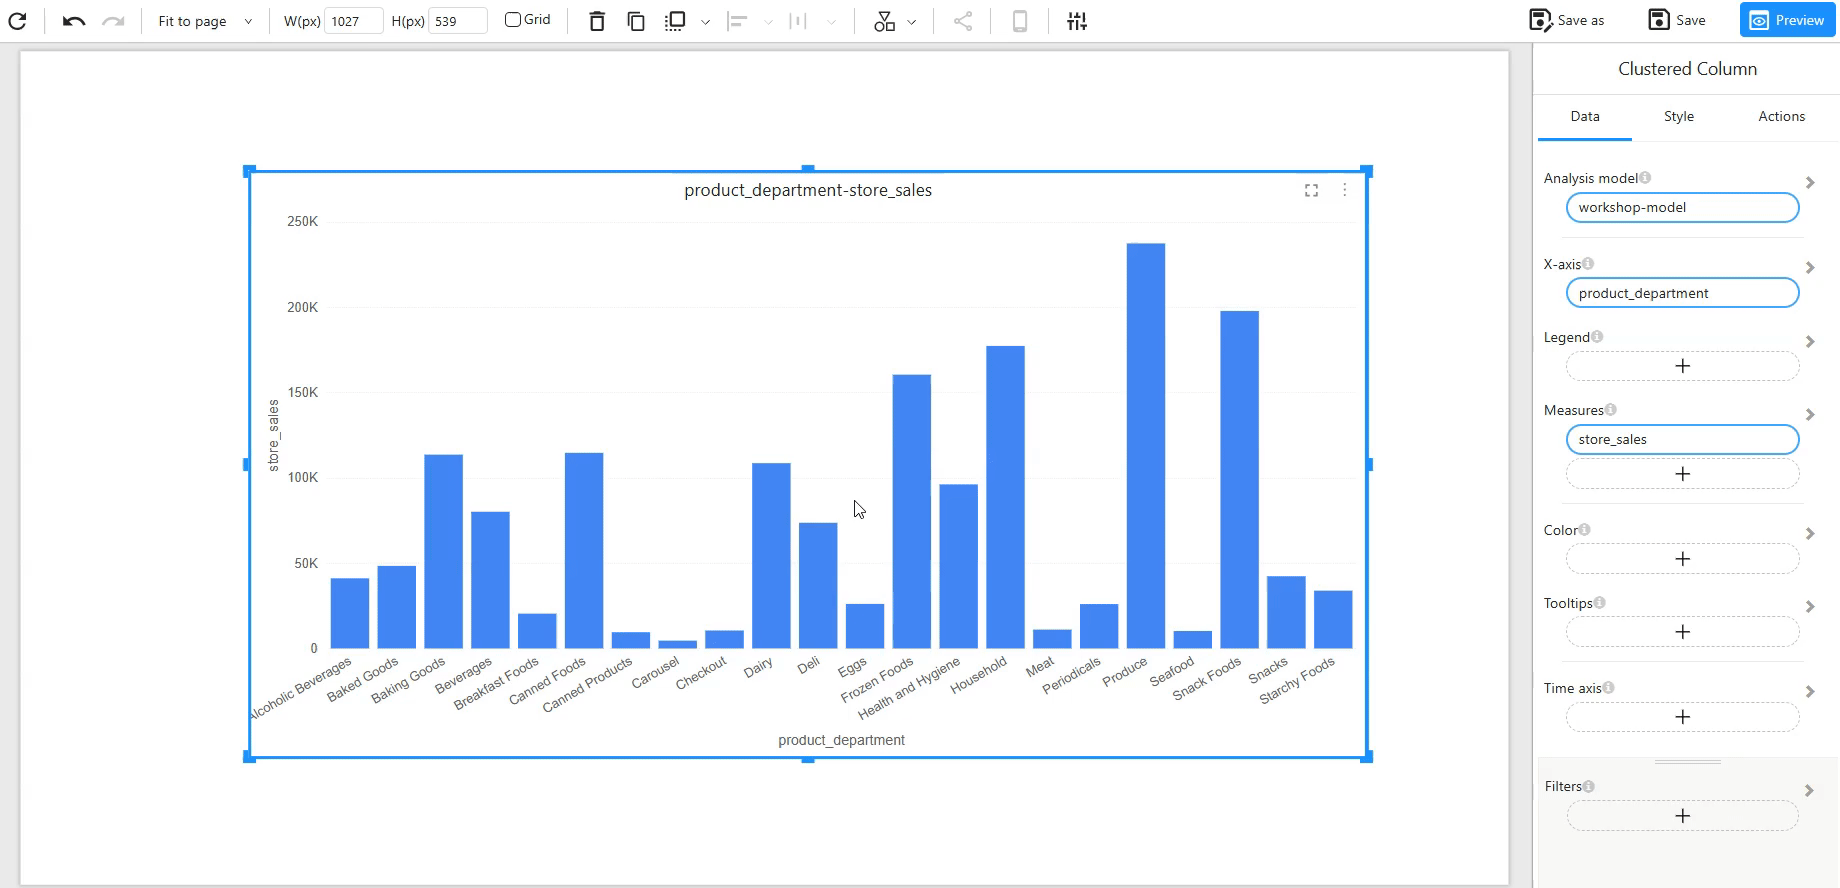 Fit to page W(px) 1027 H(px) 539 Grid Save as Save Preview
Clustered Column
Data Style Actions
Analysis model
workshop-model
X-axis
product_department
Legend
Measures
store_sales
Color
Tooltips
Time axis
Filters
product_department-store_sales
250K
200K
150K
100K
50K
0
store_sales
Alcoholic Beverages
Baked Goods
Baking Goods
Beverages
Breakfast Foods
Canned Foods
Canned Products
Carousel
Checkout
Dairy
Deli
Eggs
Frozen Foods
Health and Hygiene
Household
Meat
Periodicals
Produce
Seafood
Snack Foods
Snacks
Starchy Foods
product_department